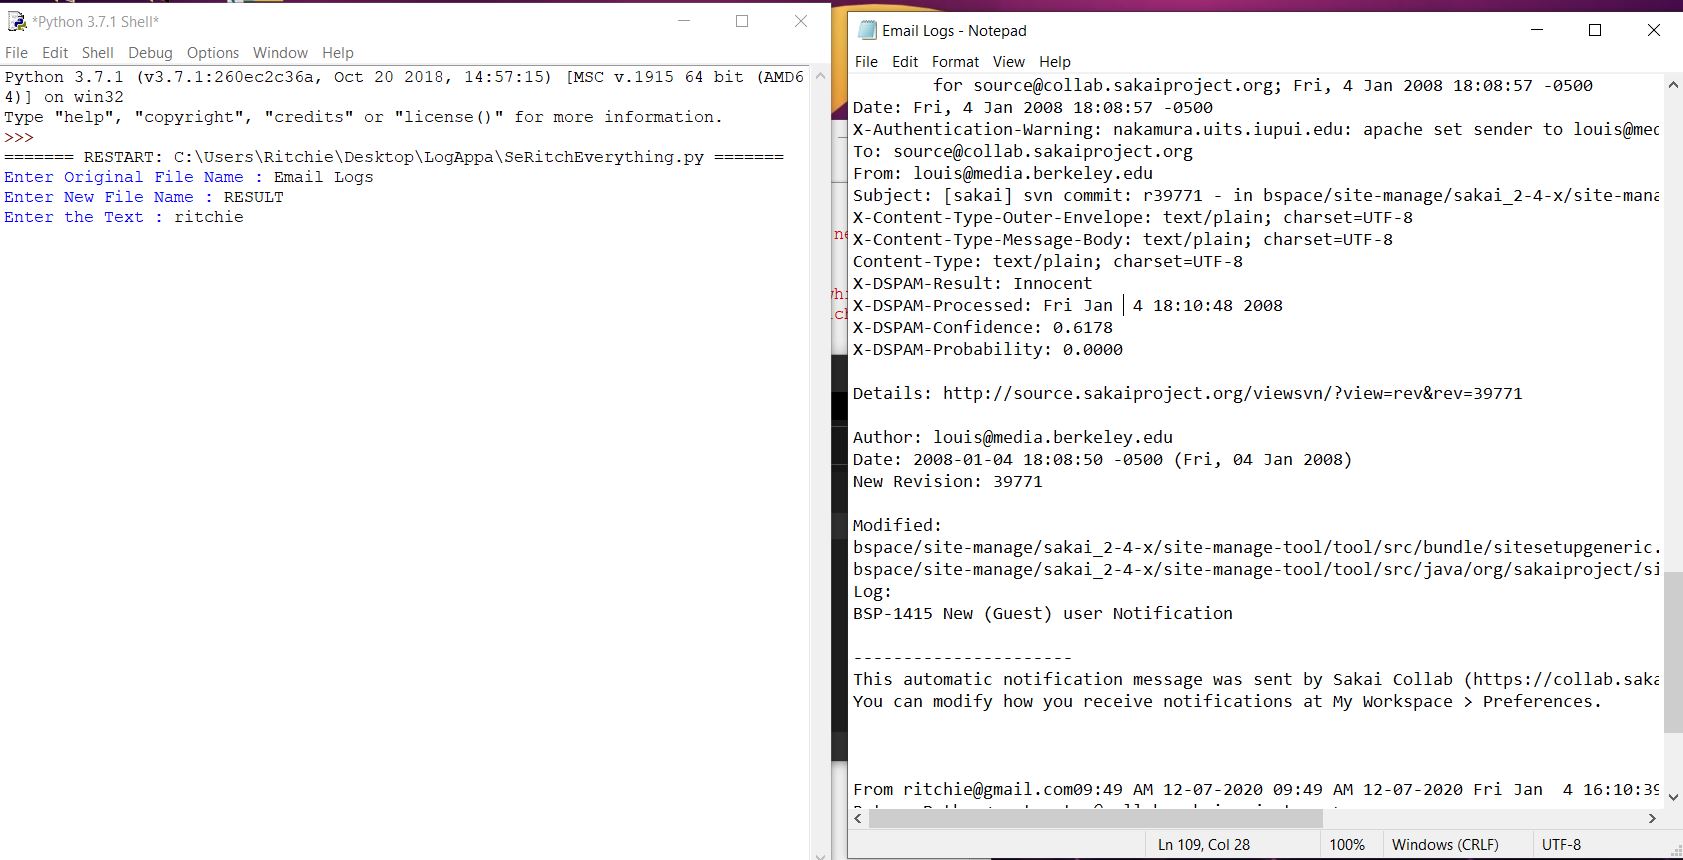 *Python 3.7.1 Shell*
File Edit Shell Debug Options Window Help
Python 3.7.1 (v3.7.1:260ec2c36a, Oct 20 2018, 14:57:15) [MSC v.1915 64 bit (AMD6
4)] on win32
Type "help", "copyright", "credits" or "license()" for more information.
>>>
======= RESTART: C:\Users\Ritchie\Desktop\LogAppa\SeRitchEverything.py =======
Enter Original File Name : Email Logs
Enter New File Name : RESULT
Enter the Text : ritchie
Email Logs - Notepad
File Edit Format View Help
for source@collab.sakaiproject.org; Fri, 4 Jan 2008 18:08:57 -0500
Date: Fri, 4 Jan 2008 18:08:57 -0500
X-Authentication-Warning: nakamura.uits.iupui.edu: apache set sender to louis@med
To: source@collab.sakaiproject.org
From: louis@media.berkeley.edu
Subject: [sakai] svn commit: r39771 - in bspace/site-manage/sakai_2-4-x/site-mana
X-Content-Type-Outer-Envelope: text/plain; charset=UTF-8
X-Content-Type-Message-Body: text/plain; charset=UTF-8
Content-Type: text/plain; charset=UTF-8
X-DSPAM-Result: Innocent
X-DSPAM-Processed: Fri Jan  4 18:10:48 2008
X-DSPAM-Confidence: 0.6178
X-DSPAM-Probability: 0.0000
Details: http://source.sakaiproject.org/viewsvn/?view=rev&rev=39771
Author: louis@media.berkeley.edu
Date: 2008-01-04 18:08:50 -0500 (Fri, 04 Jan 2008)
New Revision: 39771
Modified:
bspace/site-manage/sakai_2-4-x/site-manage-tool/tool/src/bundle/sitesetupgeneric.
bspace/site-manage/sakai_2-4-x/site-manage-tool/tool/src/java/org/sakaiproject/si
Log:
BSP-1415 New (Guest) user Notification
----------------------
This automatic notification message was sent by Sakai Collab (https://collab.saka
You can modify how you receive notifications at My Workspace > Preferences.
From ritchie@gmail.com09:49 AM 12-07-2020 09:49 AM 12-07-2020 Fri Jan  4 16:10:39
Ln 109, Col 28
100%
Windows (CRLF)
UTF-8